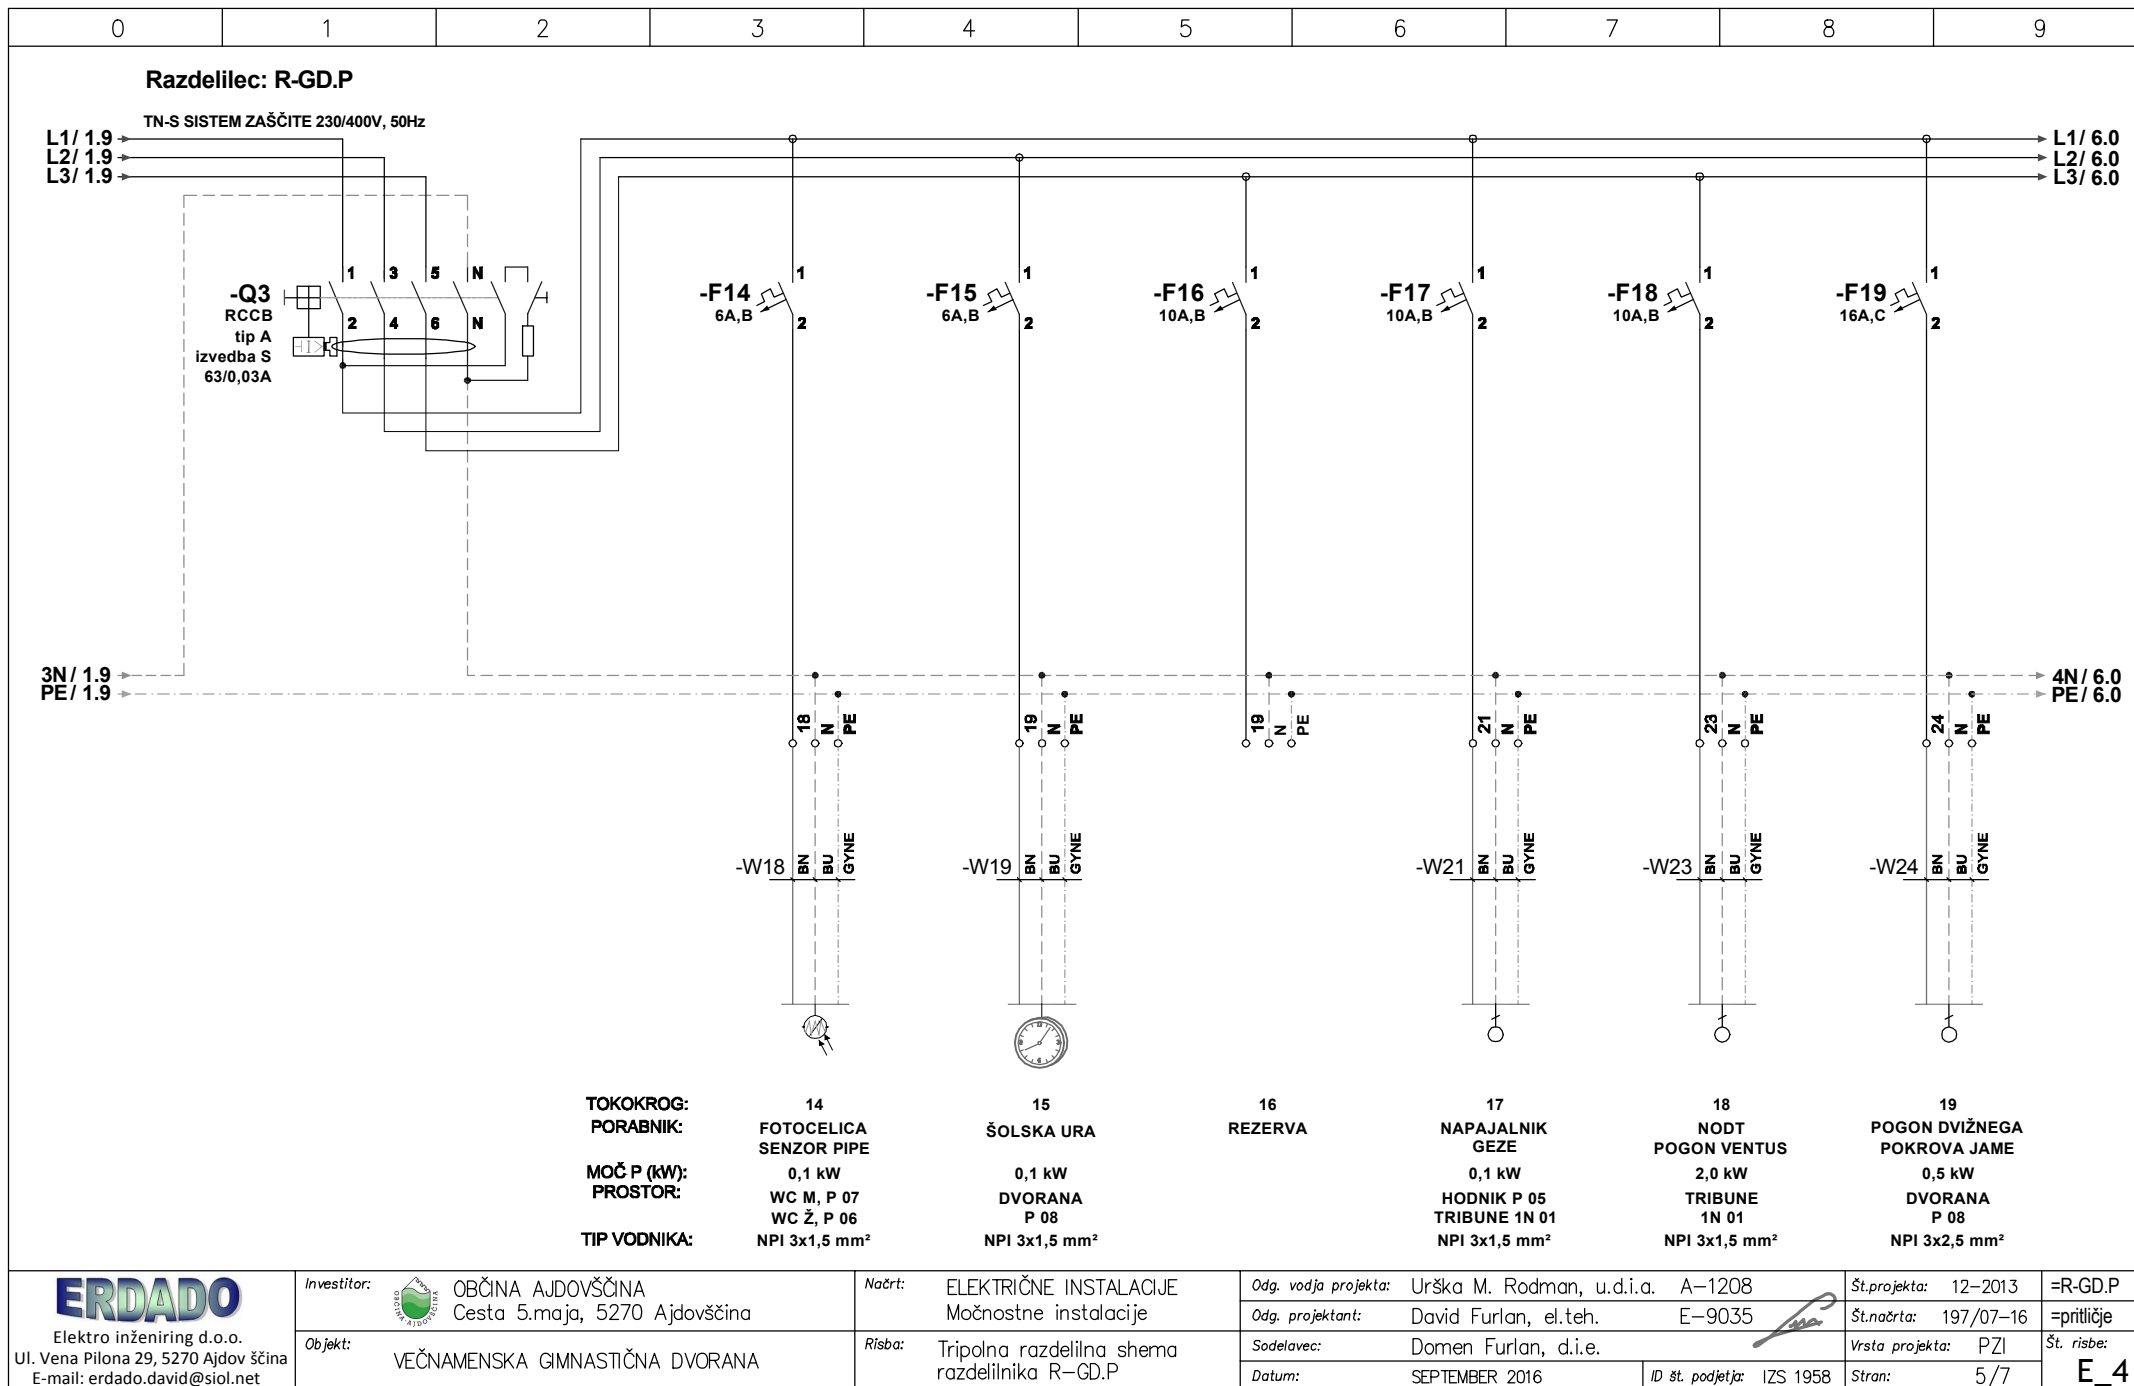 0 1 2 3 4 5 6 7 8 9
Razdelilec: R-GD.P
TN-S SISTEM ZAŠČITE 230/400V, 50Hz
L1/ 1.9
L2/ 1.9
L3/ 1.9
L1/ 6.0
L2/ 6.0
L3/ 6.0
1 3 5 N
-Q3
RCCB
tip A
izvedba S
63/0,03A
2 4 6 N
1
-F14
6A,B
2
1
-F15
6A,B
2
1
-F16
10A,B
2
1
-F17
10A,B
2
1
-F18
10A,B
2
1
-F19
16A,C
2
3N/ 1.9
PE/ 1.9
4N/ 6.0
PE/ 6.0
18 N PE
19 N PE
19 N PE
21 N PE
23 N PE
24 N PE
-W18 BN BU GYNE
-W19 BN BU GYNE
-W21 BN BU GYNE
-W23 BN BU GYNE
-W24 BN BU GYNE
TOKOKROG: 14 15 16 17 18 19
PORABNIK: FOTOCELICA ŠOLSKA URA REZERVA NAPAJALNIK NODT POGON DVIŽNEGA
SENZOR PIPE GEZE POGON VENTUS POKROVA JAME
MOČ P (kW): 0,1 kW 0,1 kW 0,1 kW 2,0 kW 0,5 kW
PROSTOR: WC M, P 07 DVORANA HODNIK P 05 TRIBUNE DVORANA
WC Ž, P 06 P 08 TRIBUNE 1N 01 1N 01 P 08
TIP VODNIKA: NPI 3x1,5 mm² NPI 3x1,5 mm² NPI 3x1,5 mm² NPI 3x1,5 mm² NPI 3x2,5 mm²
ERDADO
Elektro inženiring d.o.o.
Ul. Vena Pilona 29, 5270 Ajdov ščina
E-mail: erdado.david@siol.net
Investitor: OBČINA AJDOVŠČINA
Cesta 5.maja, 5270 Ajdovščina
OBČINA AJDOVŠČINA
Objekt: VEČNAMENSKA GIMNASTIČNA DVORANA
Načrt: ELEKTRIČNE INSTALACIJE
Močnostne instalacije
Risba: Tripolna razdelilna shema
razdelilnika R-GD.P
Odg. vodja projekta: Urška M. Rodman, u.d.i.a. A-1208
Odg. projektant: David Furlan, el.teh. E-9035
Sodelavec: Domen Furlan, d.i.e.
Datum: SEPTEMBER 2016 ID št. podjetja: IZS 1958
Št.projekta: 12-2013
Št.načrta: 197/07-16
Vrsta projekta: PZI
Stran: 5/7
=R-GD.P
=pritličje
Št. risbe:
E_4